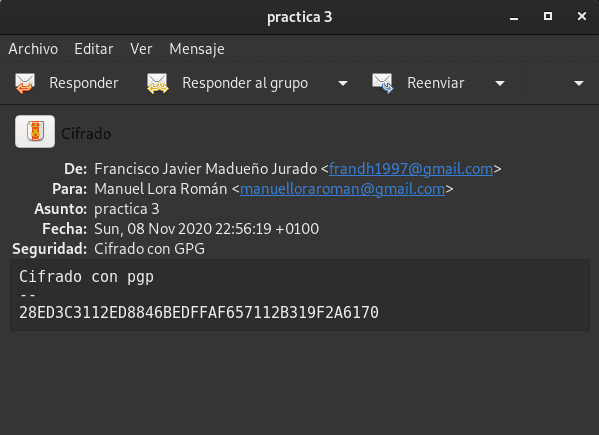 practica 3
Archivo Editar Ver Mensaje
Responder Responder al grupo Reenviar
Cifrado
De: Francisco Javier Madueño Jurado <frandh1997@gmail.com>
Para: Manuel Lora Román <manuelloraroman@gmail.com>
Asunto: practica 3
Fecha: Sun, 08 Nov 2020 22:56:19 +0100
Seguridad: Cifrado con GPG
Cifrado con pgp
--
28ED3C3112ED8846BEDFFAF657112B319F2A6170